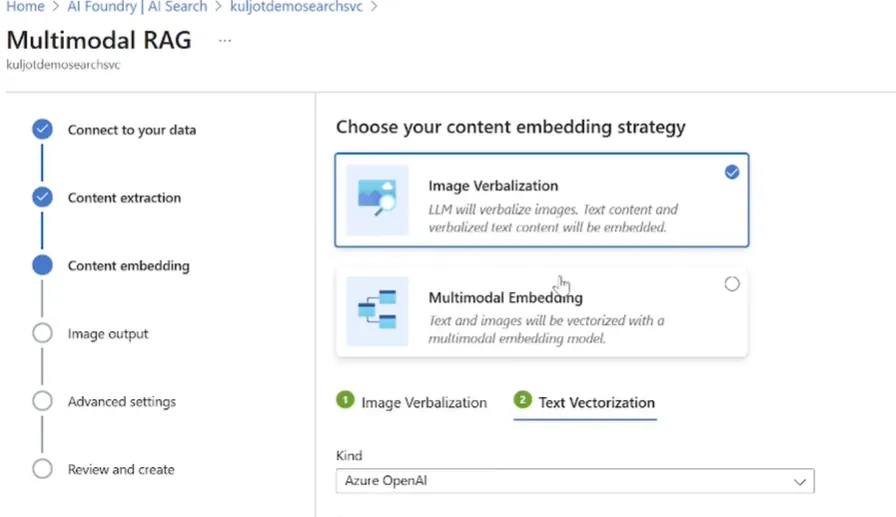 Home > AI Foundry | AI Search > kuljotdemosearchsvc >
Multimodal RAG ...
kuljotdemosearchsvc
Connect to your data
Content extraction
Content embedding
Image output
Advanced settings
Review and create
Choose your content embedding strategy
Image Verbalization
LLM will verbalize images. Text content and
verbalized text content will be embedded.
Multimodal Embedding
Text and images will be vectorized with a
multimodal embedding model.
1 Image Verbalization 2 Text Vectorization
Kind
Azure OpenAI